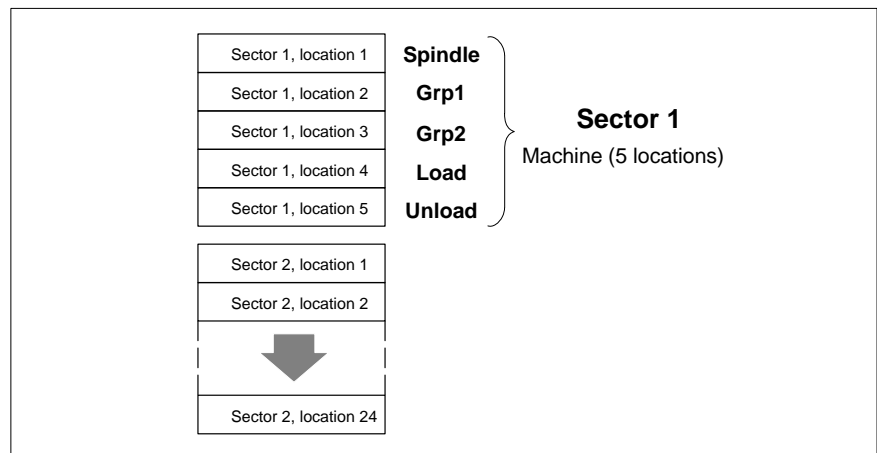 Sector 1, location 1 Spindle
Sector 1, location 2 Grp1
Sector 1, location 3 Grp2
Sector 1, location 4 Load
Sector 1, location 5 Unload
Sector 1
Machine (5 locations)
Sector 2, location 1
Sector 2, location 2
Sector 2, location 24